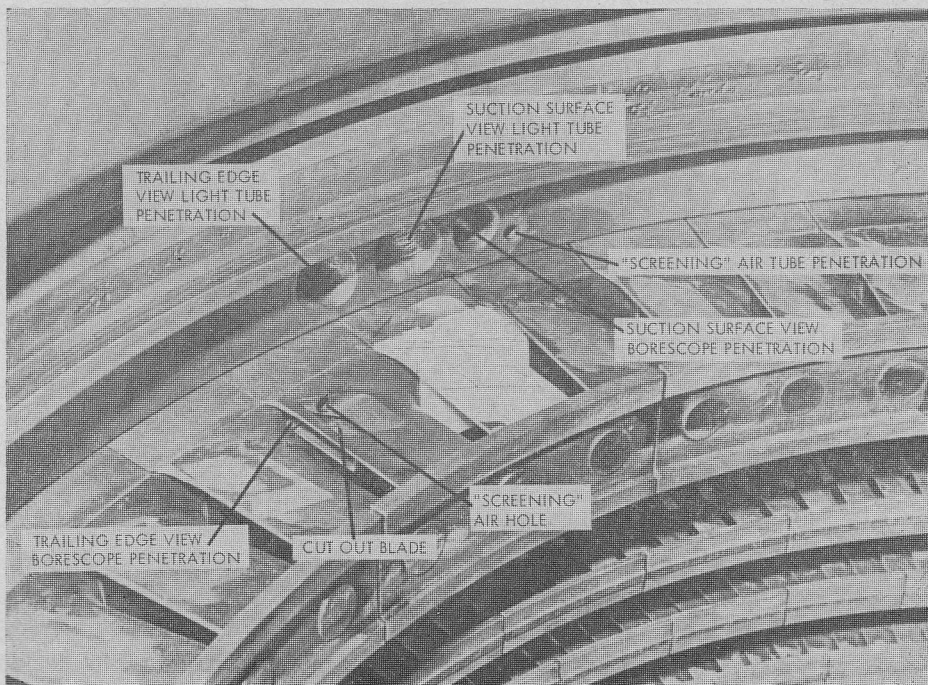 SUCTION SURFACE
VIEW LIGHT TUBE
PENETRATION
TRAILING EDGE
VIEW LIGHT TUBE
PENETRATION
"SCREENING" AIR TUBE PENETRATION
SUCTION SURFACE VIEW
BORESCOPE PENETRATION
"SCREENING"
AIR HOLE
TRAILING EDGE VIEW
BORESCOPE PENETRATION
CUT OUT BLADE